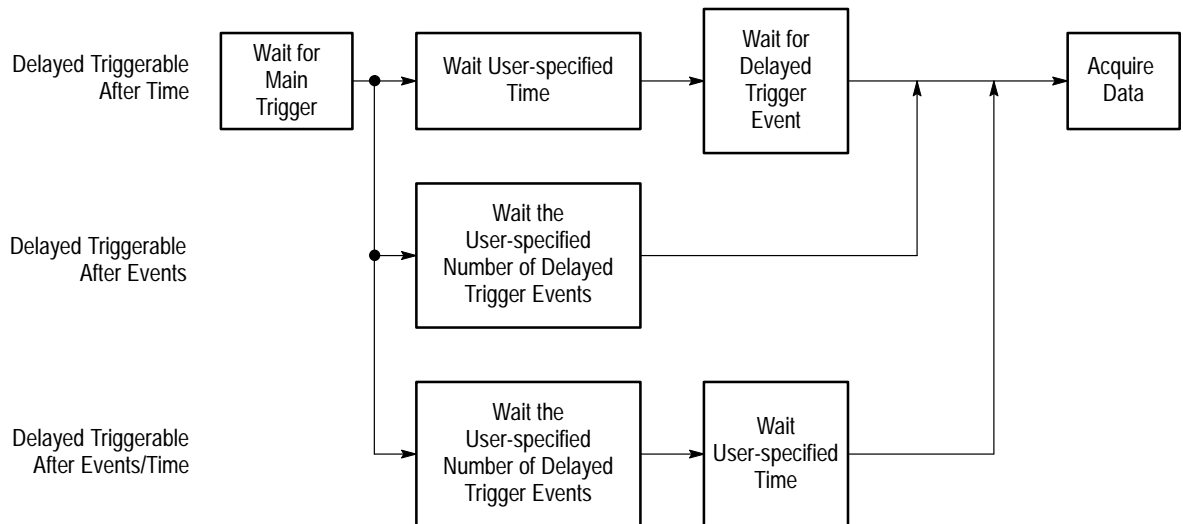 Delayed Triggerable
After Time
Wait for
Main
Trigger
Wait User-specified
Time
Wait for
Delayed
Trigger
Event
Acquire
Data
Delayed Triggerable
After Events
Wait the
User-specified
Number of Delayed
Trigger Events
Delayed Triggerable
After Events/Time
Wait the
User-specified
Number of Delayed
Trigger Events
Wait
User-specified
Time